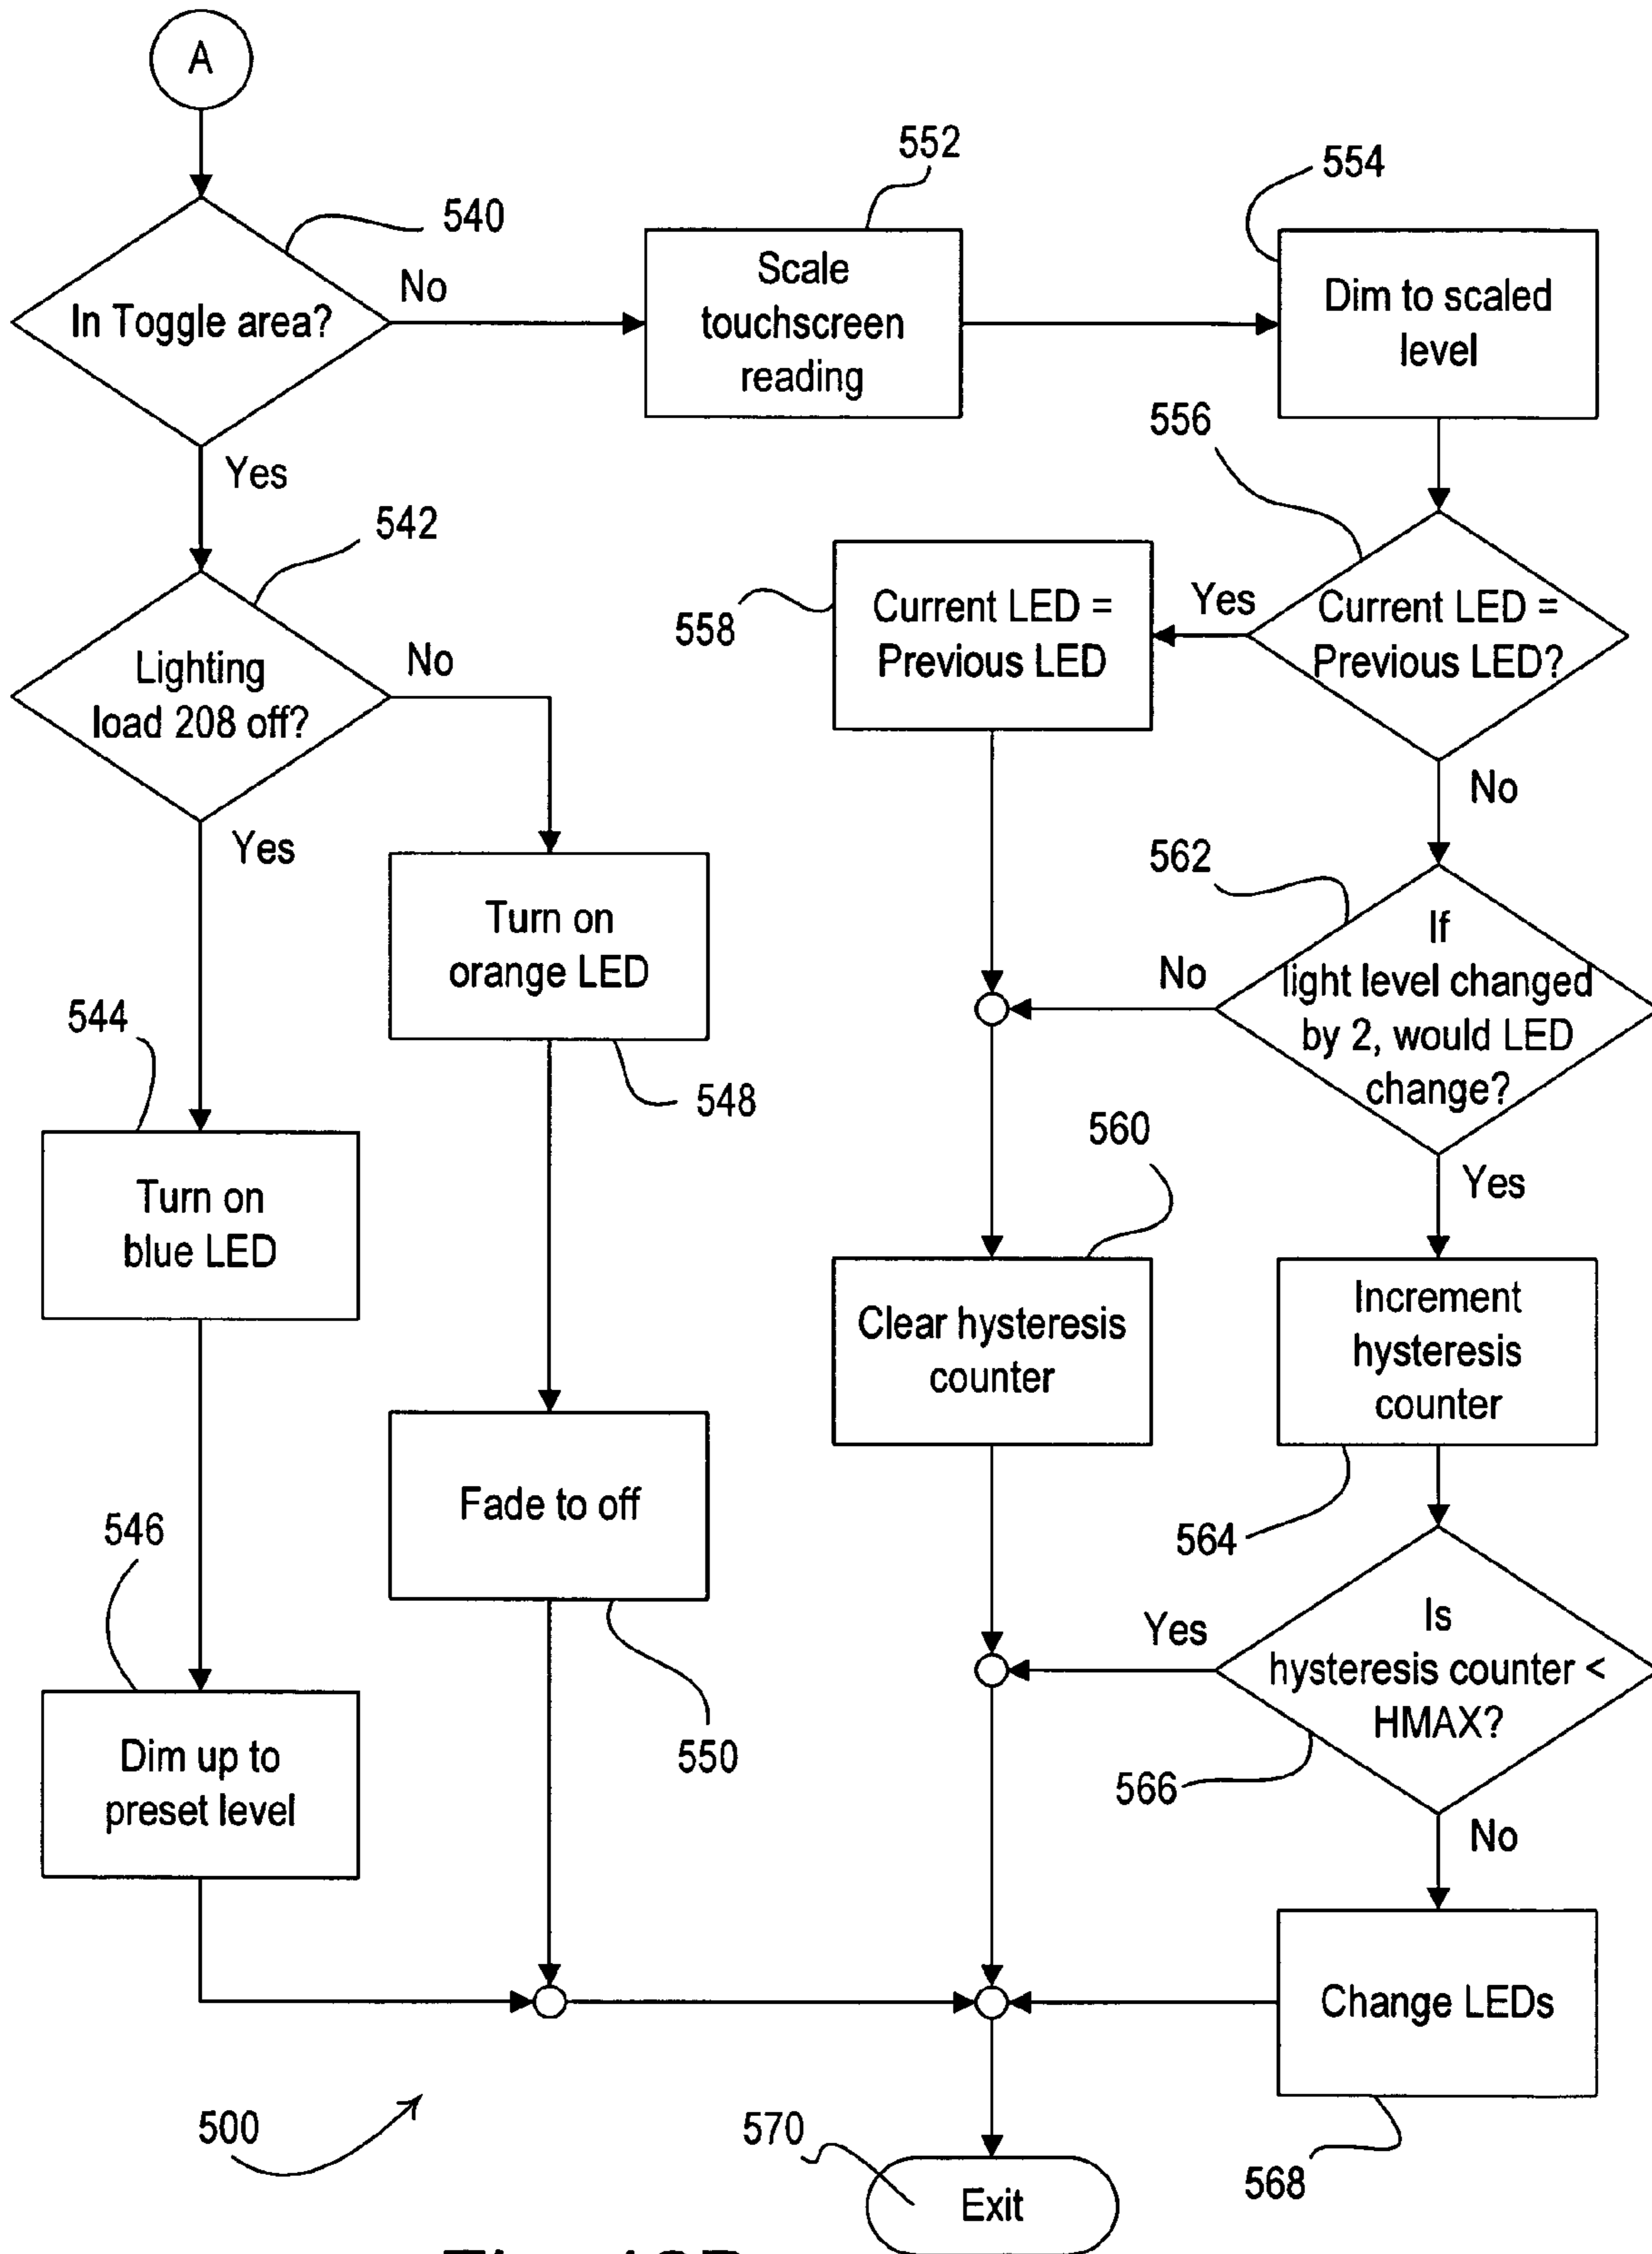 A
540
In Toggle area?
No
Yes
552
Scale
touchscreen
reading
554
Dim to scaled
level
542
Lighting
load 208 off?
No
Yes
556
Current LED =
Previous LED?
Yes
No
558
Current LED =
Previous LED
562
If
light level changed
by 2, would LED
change?
No
Yes
Turn on
orange LED
548
544
Turn on
blue LED
560
Clear hysteresis
counter
Increment
hysteresis
counter
564
Fade to off
550
546
Dim up to
preset level
Is
hysteresis counter <
HMAX?
Yes
566
No
Change LEDs
568
500
570
Exit